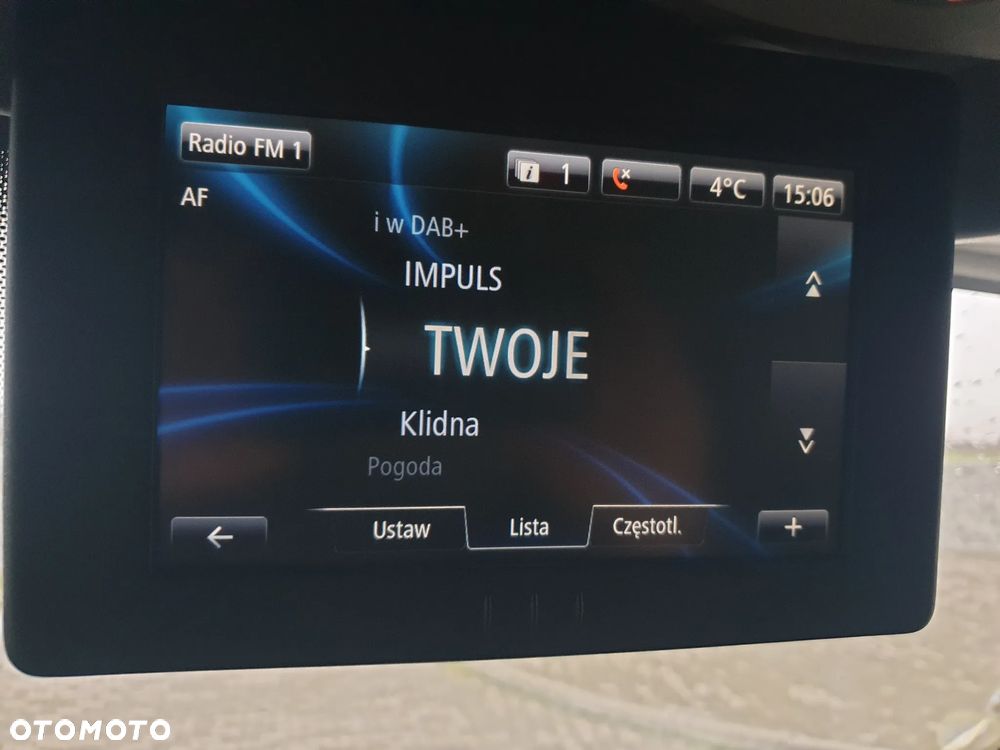 Radio FM 1
1
4°C
15:06
AF
i w DAB+
IMPULS
TWOJE
Klidna
Pogoda
Ustaw
Lista
Częstotl.
+
OTOMOTO